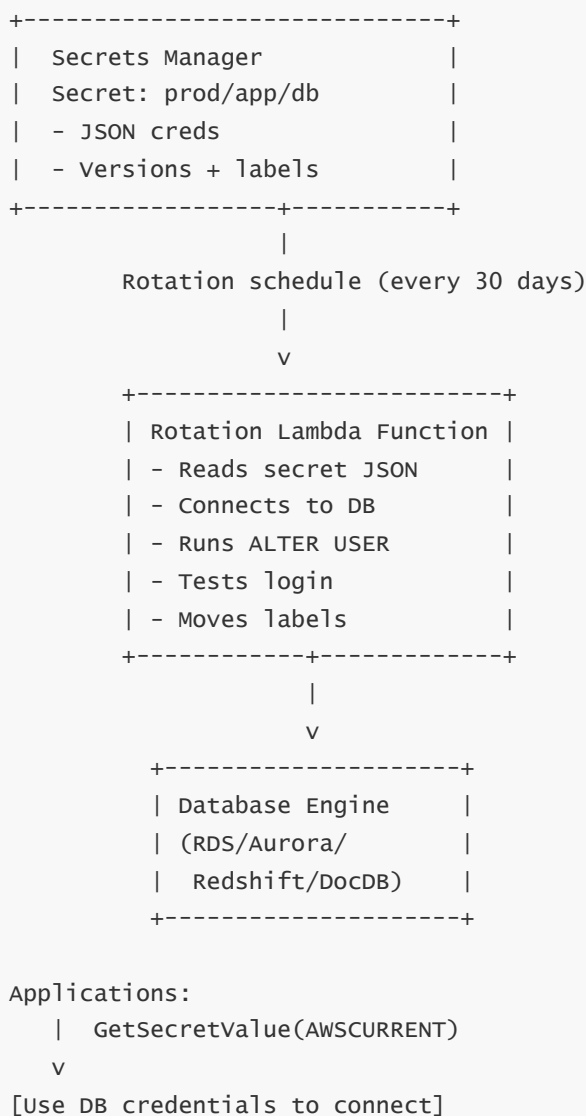 +------------------------------+
|  Secrets Manager             |
|  Secret: prod/app/db         |
|  - JSON creds                |
|  - Versions + labels         |
+------------------+-----------+
                   |
        Rotation schedule (every 30 days)
                   |
                   v
        +--------------------------+
        | Rotation Lambda Function |
        | - Reads secret JSON      |
        | - Connects to DB         |
        | - Runs ALTER USER        |
        | - Tests login            |
        | - Moves labels           |
        +------------+-------------+
                     |
                     v
          +---------------------+
          | Database Engine     |
          | (RDS/Aurora/        |
          |  Redshift/DocDB)    |
          +---------------------+

Applications:
   |  GetSecretValue(AWSCURRENT)
   v
[Use DB credentials to connect]